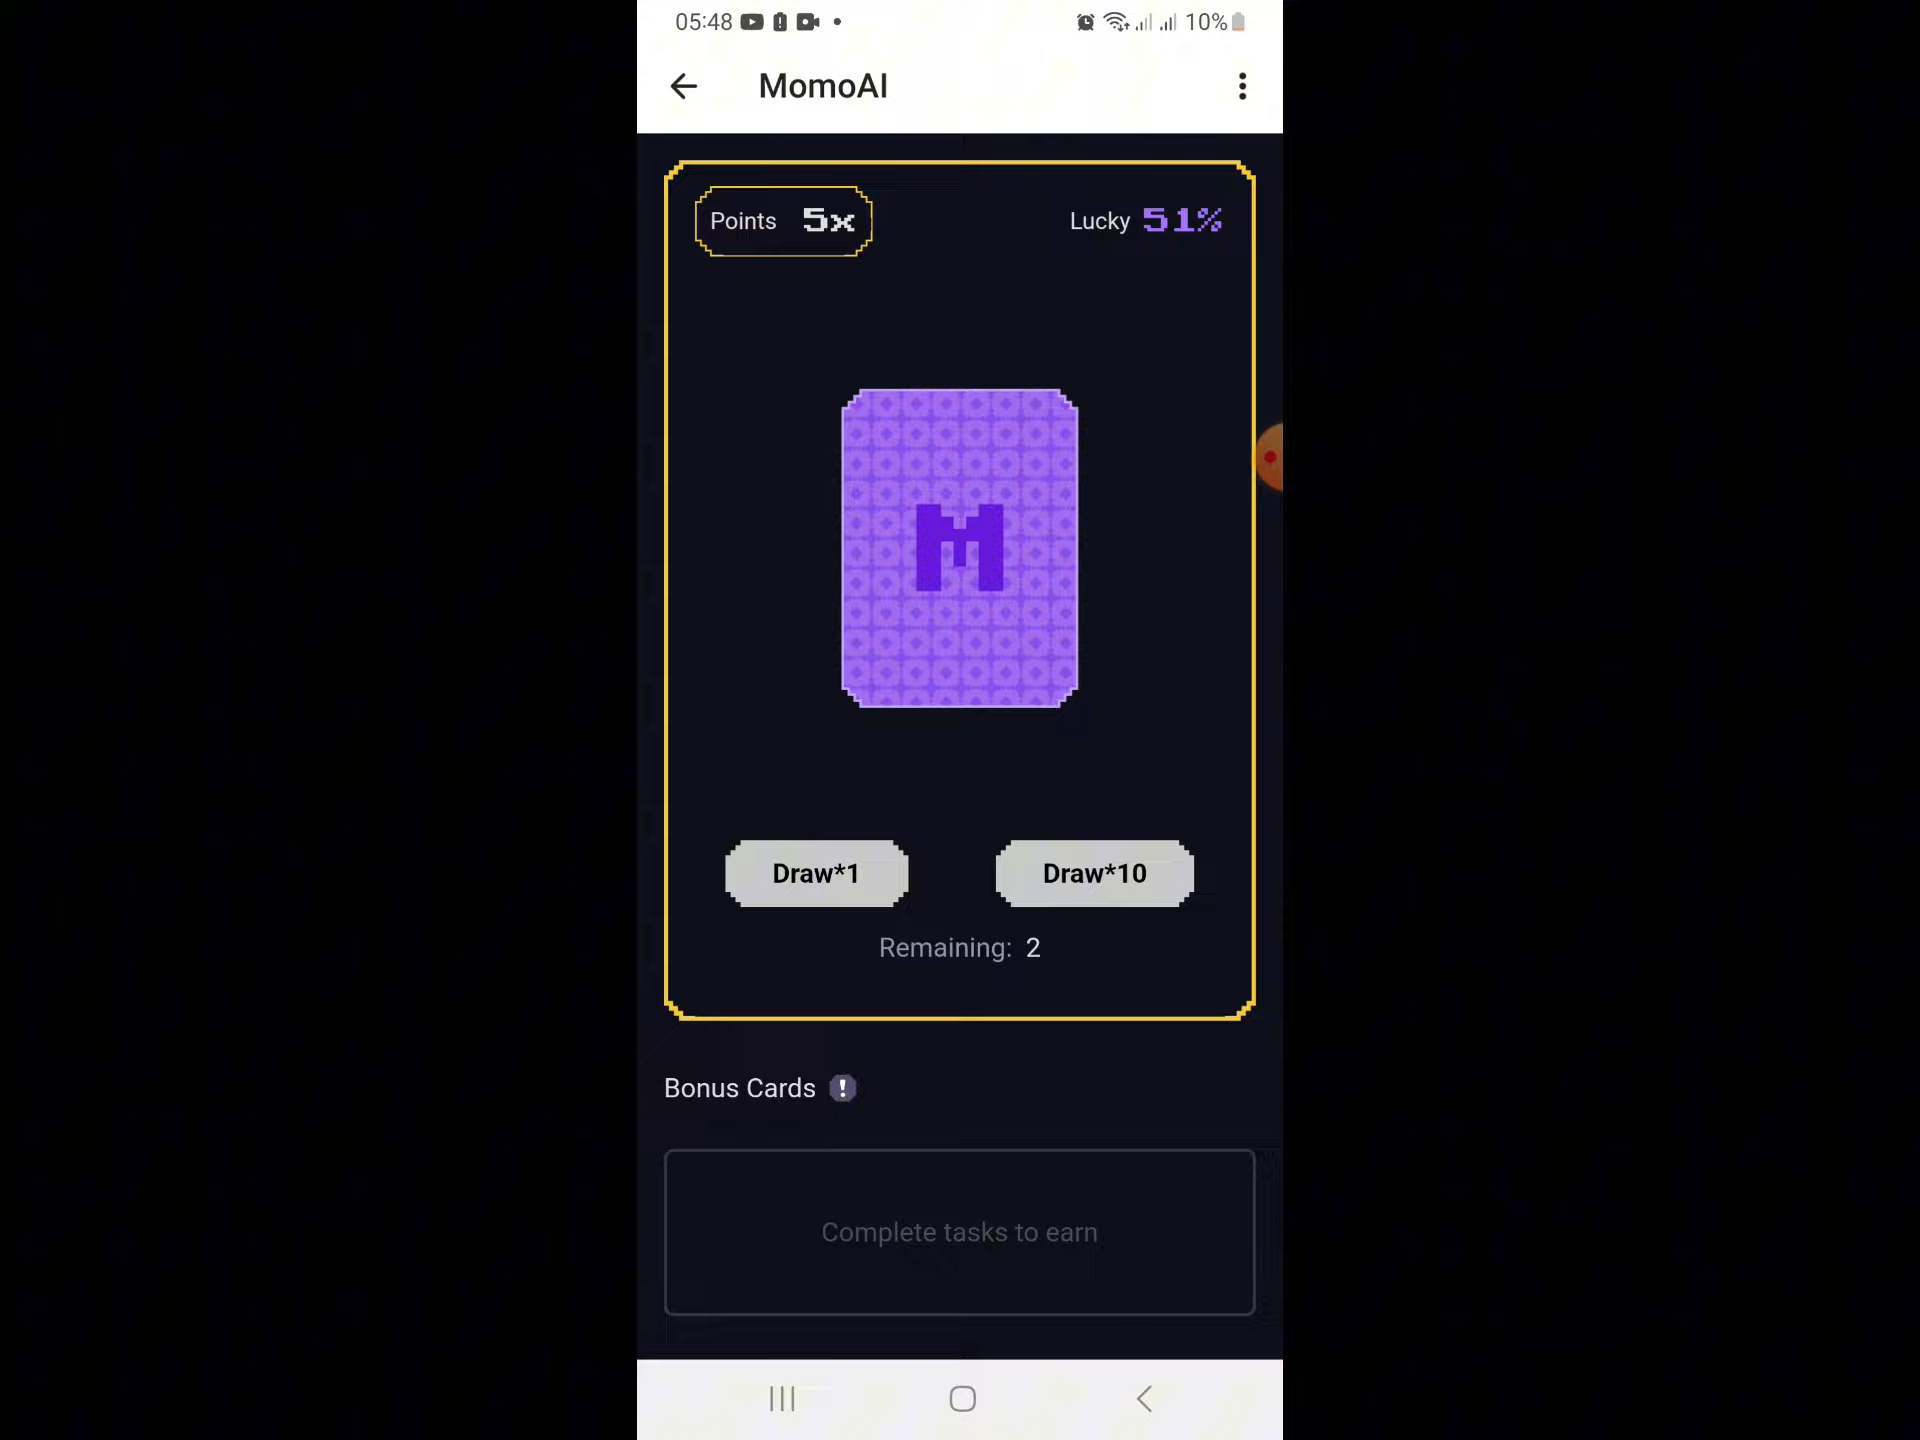 05:48 10%
MomoAI
Points 5x Lucky 51%
M
Draw*1 Draw*10
Remaining: 2
Bonus Cards !
Complete tasks to earn